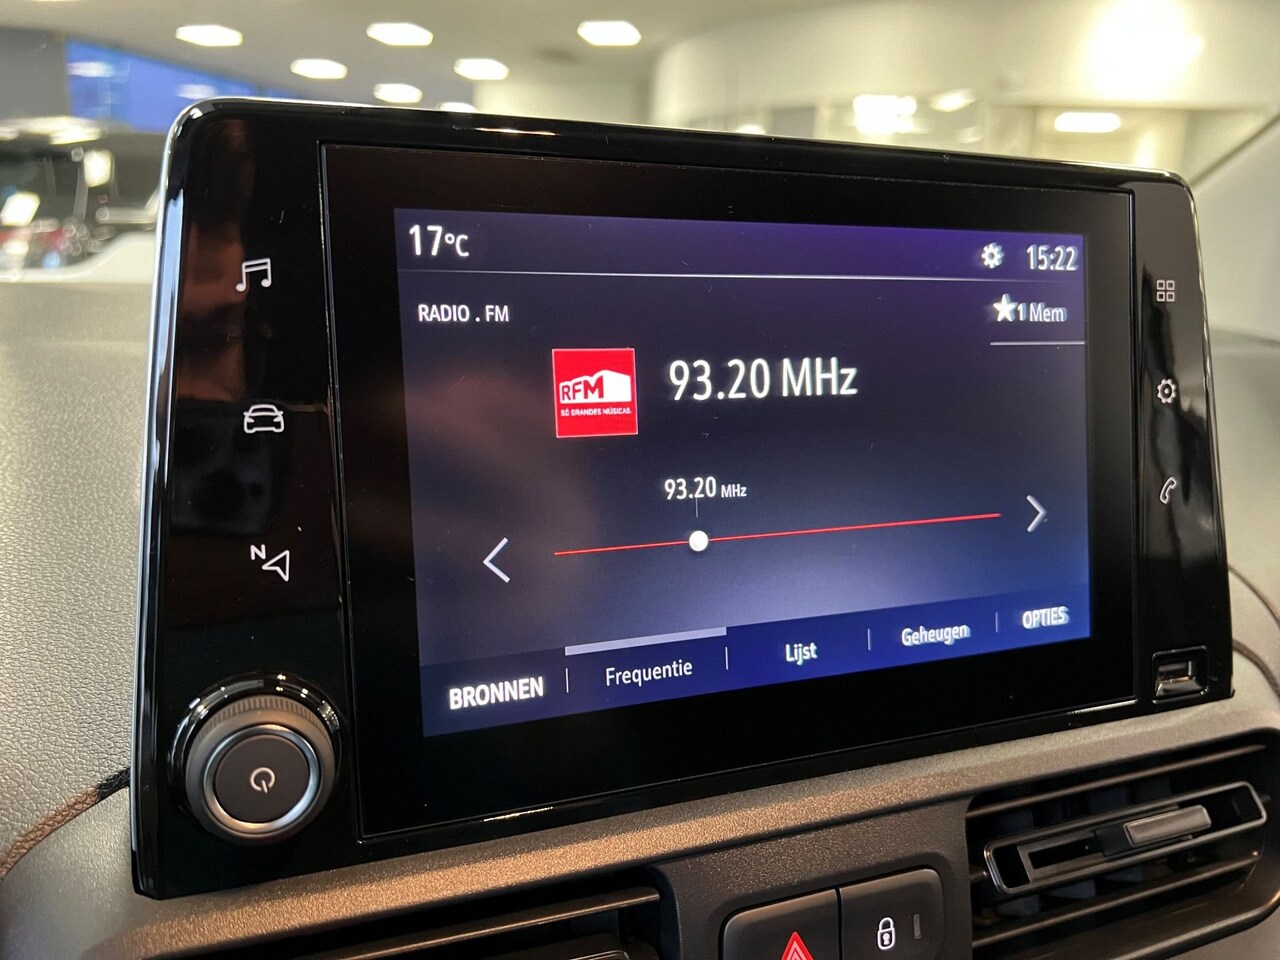 17°C
15:22
RADIO . FM
1 Mem
RFM
SÓ GRANDES MÚSICAS.
93.20 MHz
93.20 MHz
N
BRONNEN
Frequentie
Lijst
Geheugen
OPTIES